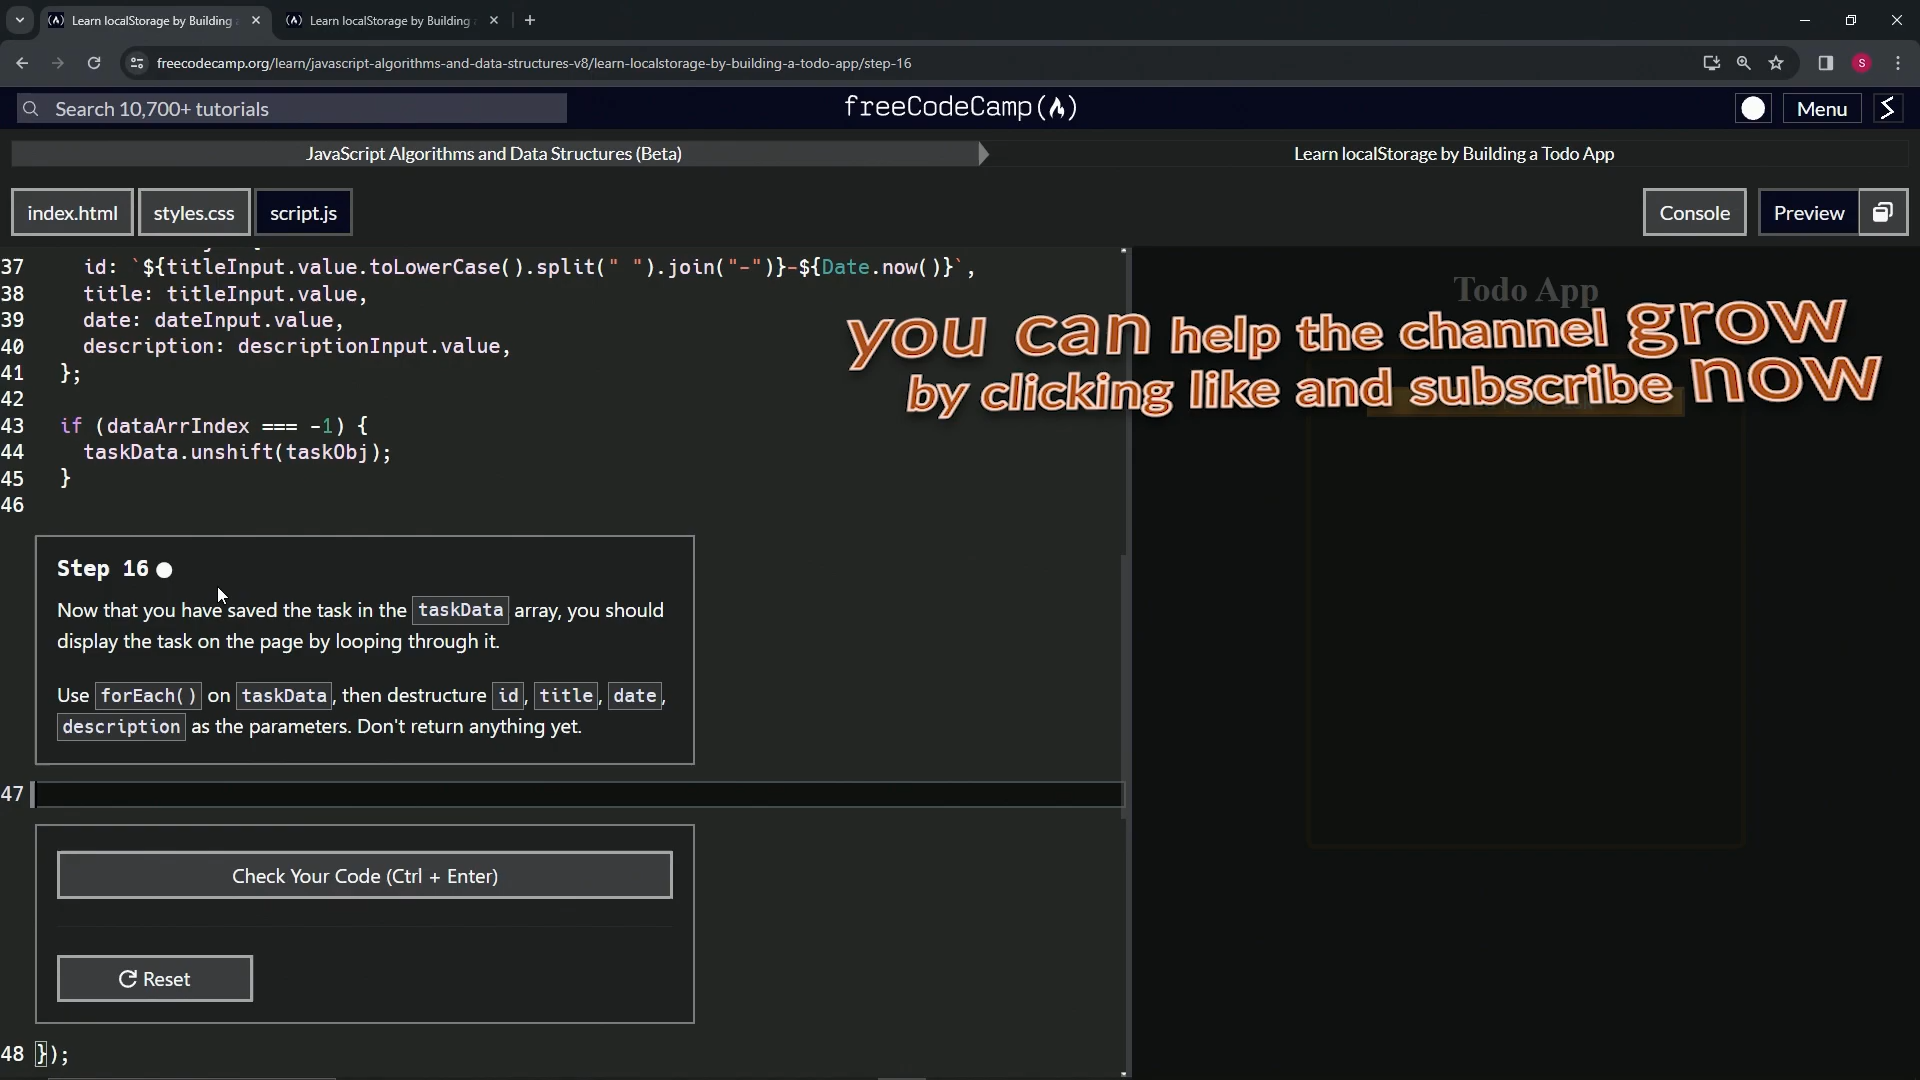 Learn localStorage by Building
Learn localStorage by Building
freecodecamp.org/learn/javascript-algorithms-and-data-structures-v8/learn-localstorage-by-building-a-todo-app/step-16
S
Search 10,700+ tutorials
freeCodeCamp
Menu
JavaScript Algorithms and Data Structures (Beta)
Learn localStorage by Building a Todo App
index.html
styles.css
script.js
Console
Preview
37 id: `${titleInput.value.toLowerCase().split(" ").join("-")}-${Date.now()}`,
38 title: titleInput.value,
39 date: dateInput.value,
40 description: descriptionInput.value,
41 };
42
43 if (dataArrIndex === -1) {
44 taskData.unshift(taskObj);
45 }
46
Todo App
you can help the channel grow
by clicking like and subscribe now
Step 16
Now that you have saved the task in the taskData array, you should
display the task on the page by looping through it.
Use forEach() on taskData, then destructure id, title, date,
description as the parameters. Don't return anything yet.
47
Check Your Code (Ctrl + Enter)
Reset
48 });